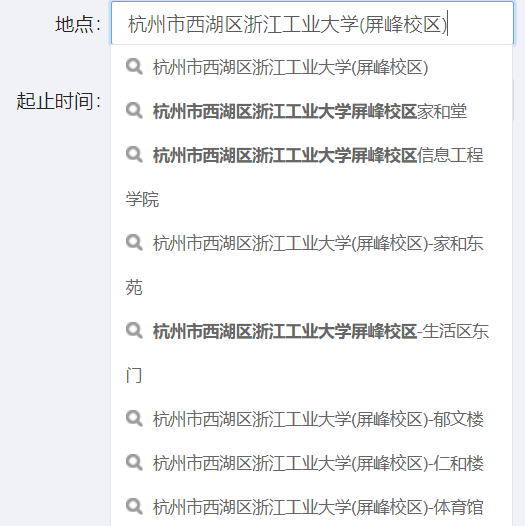 地点：
杭州市西湖区浙江工业大学(屏峰校区)
杭州市西湖区浙江工业大学(屏峰校区)
起止时间：
杭州市西湖区浙江工业大学屏峰校区家和堂
杭州市西湖区浙江工业大学屏峰校区信息工程
学院
杭州市西湖区浙江工业大学(屏峰校区)-家和东
苑
杭州市西湖区浙江工业大学屏峰校区-生活区东
门
杭州市西湖区浙江工业大学(屏峰校区)-郁文楼
杭州市西湖区浙江工业大学(屏峰校区)-仁和楼
杭州市西湖区浙江工业大学(屏峰校区)-体育馆